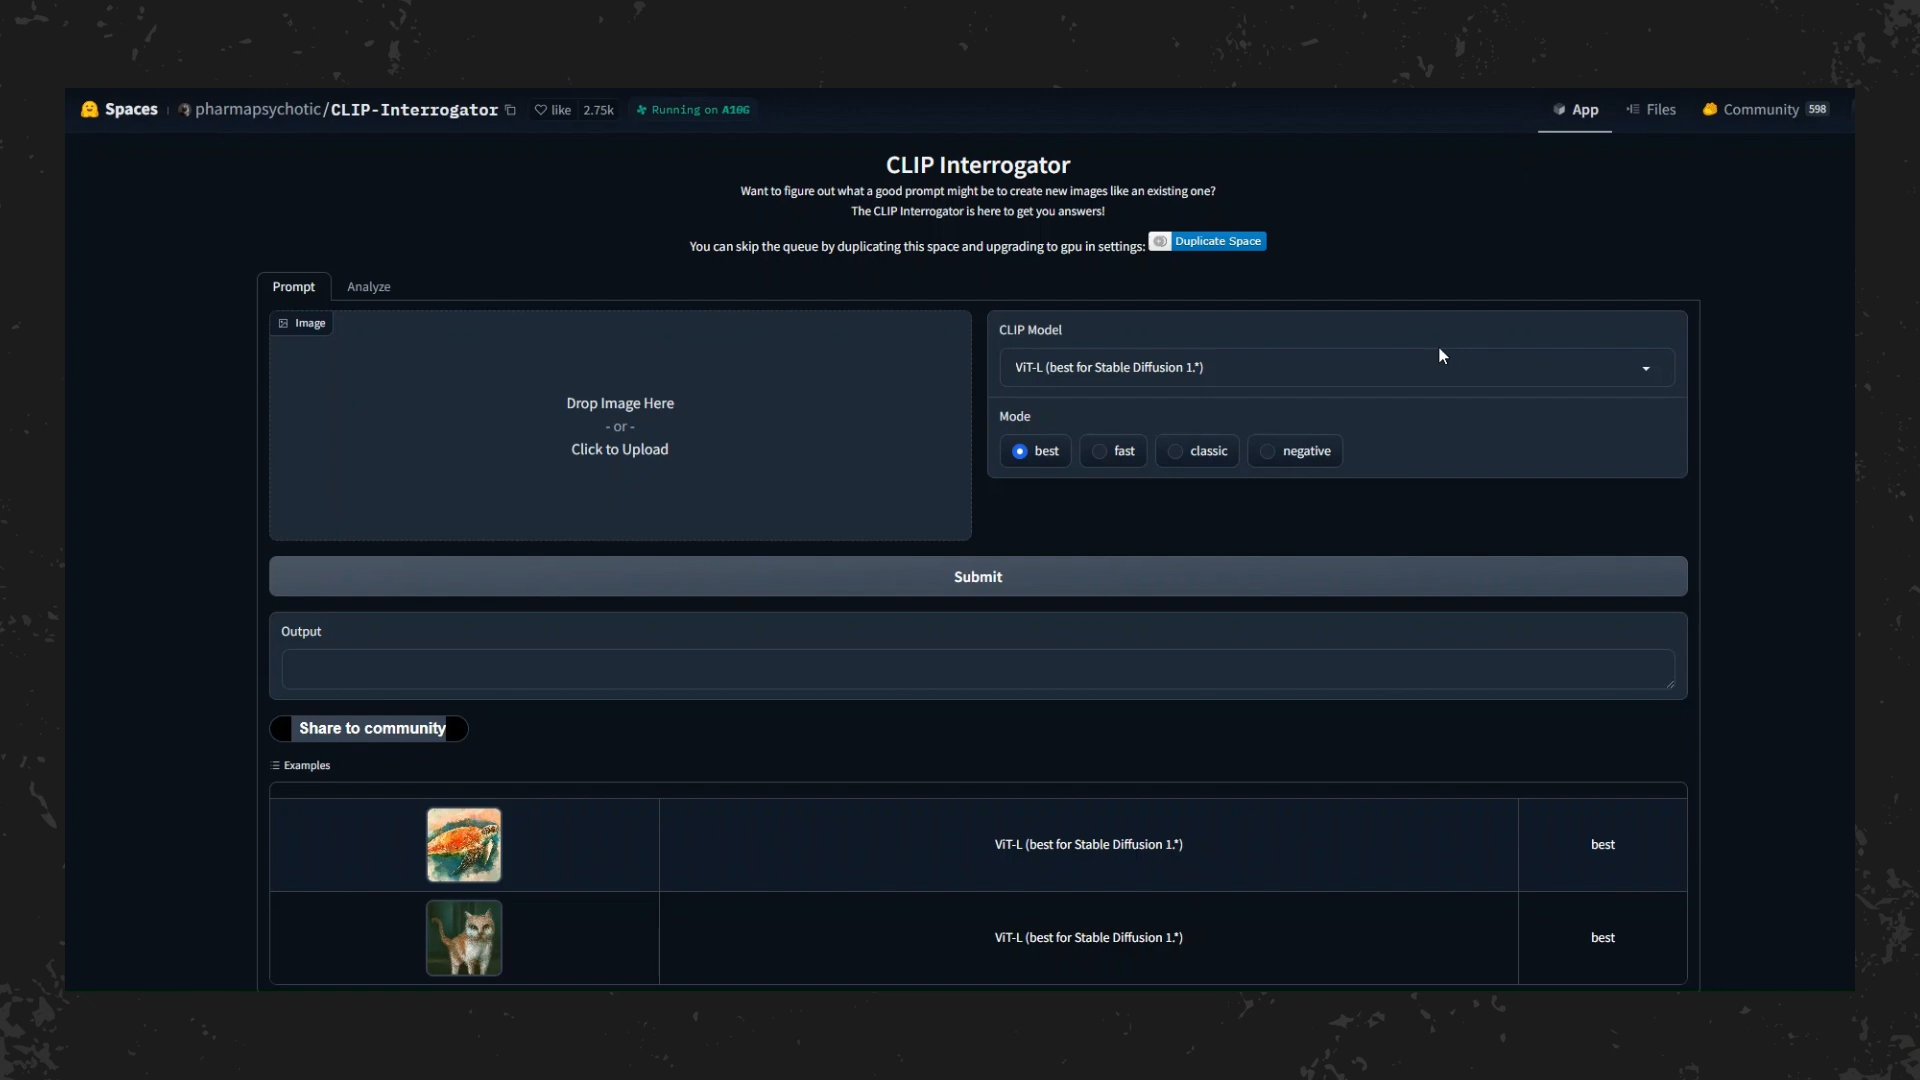 Spaces pharmapsychotic/CLIP-Interrogator like 2.75k Running on A10G App Files Community 598
CLIP Interrogator
Want to figure out what a good prompt might be to create new images like an existing one?
The CLIP Interrogator is here to get you answers!
You can skip the queue by duplicating this space and upgrading to gpu in settings: Duplicate Space
Prompt Analyze
Image
Drop Image Here
- or -
Click to Upload
CLIP Model
ViT-L (best for Stable Diffusion 1.*)
Mode
best fast classic negative
Submit
Output
Share to community
Examples
ViT-L (best for Stable Diffusion 1.*) best
ViT-L (best for Stable Diffusion 1.*) best